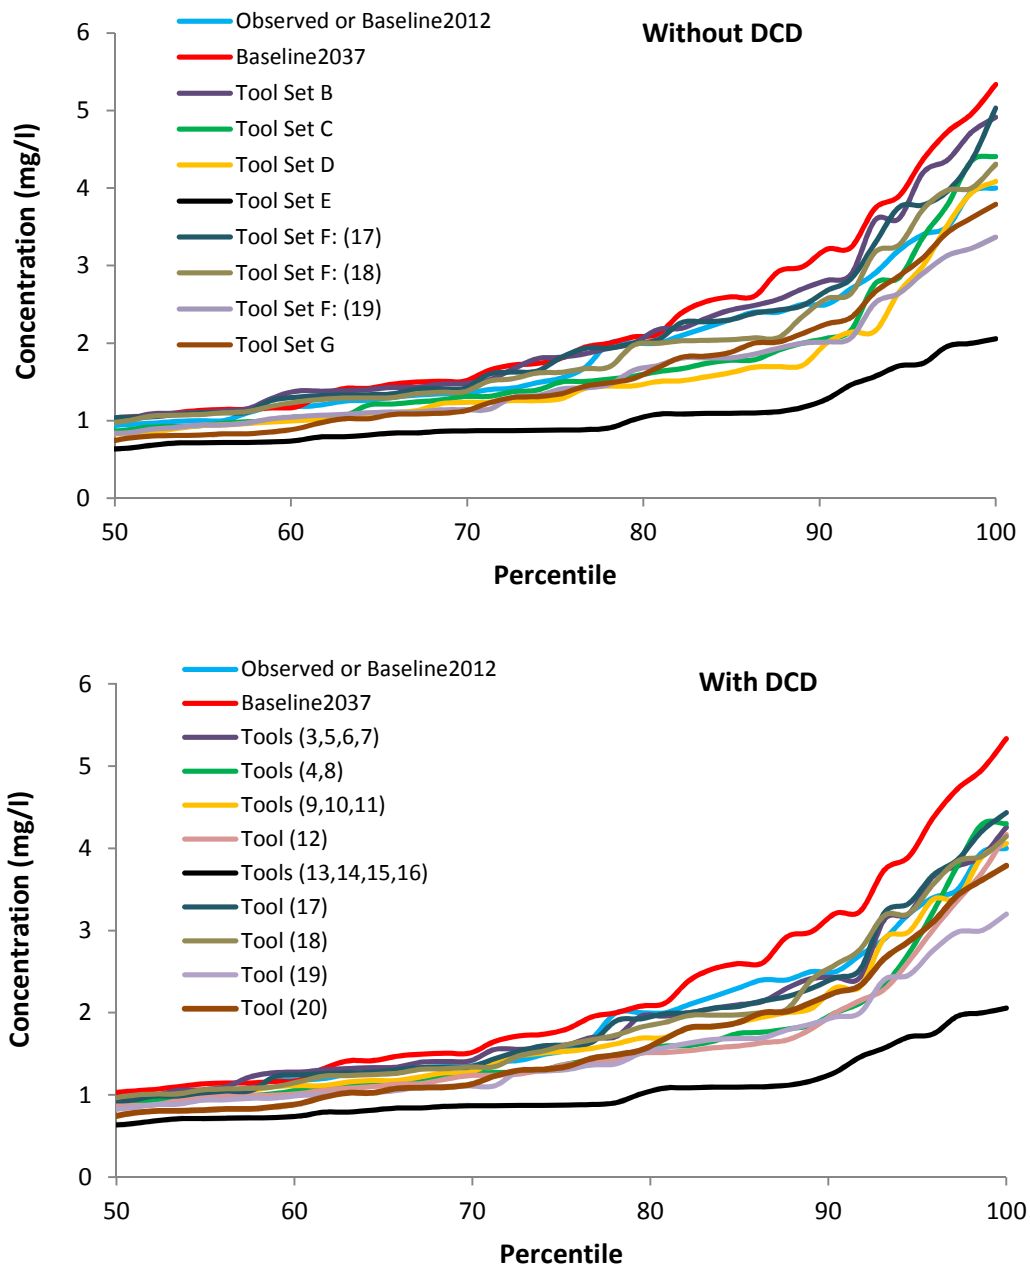 Without DCD
Observed or Baseline2012
Baseline2037
Tool Set B
Tool Set C
Tool Set D
Tool Set E
Tool Set F: (17)
Tool Set F: (18)
Tool Set F: (19)
Tool Set G
Concentration (mg/l)
6
5
4
3
2
1
0
50 60 70 80 90 100
Percentile
With DCD
Observed or Baseline2012
Baseline2037
Tools (3,5,6,7)
Tools (4,8)
Tools (9,10,11)
Tool (12)
Tools (13,14,15,16)
Tool (17)
Tool (18)
Tool (19)
Tool (20)
Concentration (mg/l)
6
5
4
3
2
1
0
50 60 70 80 90 100
Percentile